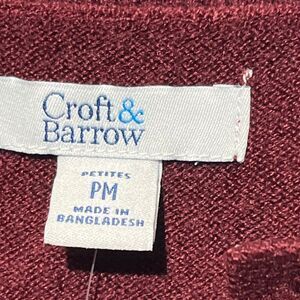 Croft&
Barrow
PETITES
PM
MADE IN
BANGLADESH